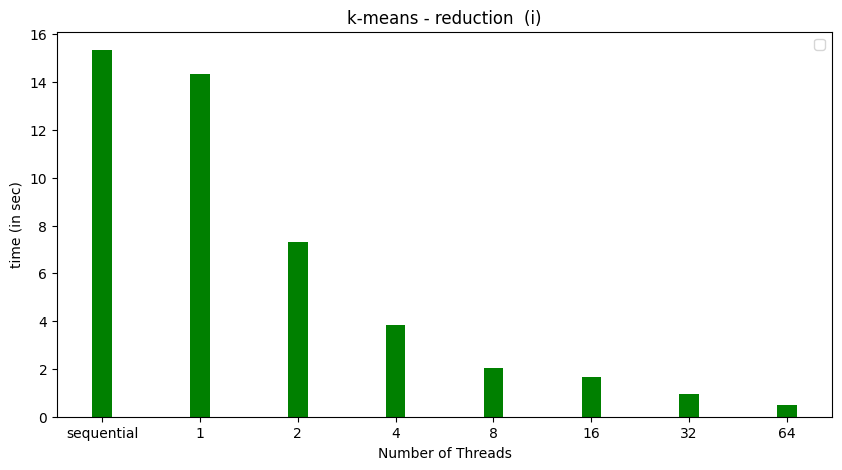 k-means - reduction  (i)
16
14
12
10
8
6
4
2
0
time (in sec)
sequential 1 2 4 8 16 32 64
Number of Threads